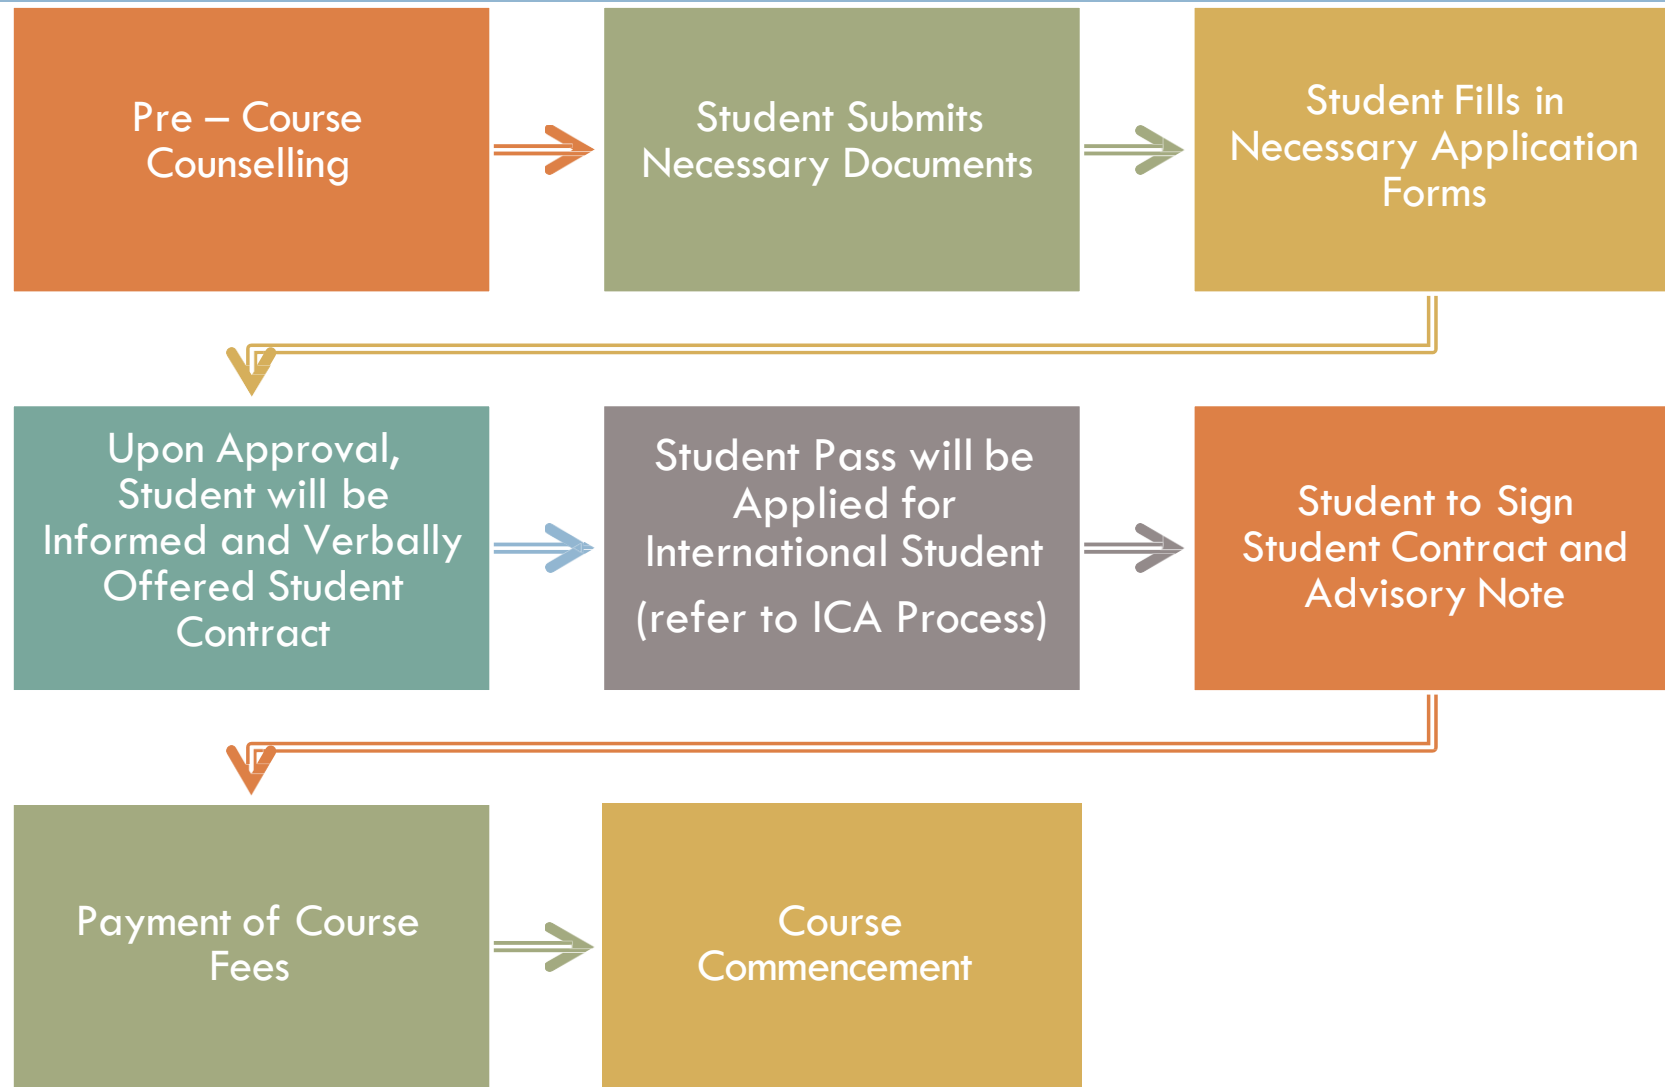 Pre – Course
Counselling
Student Submits
Necessary Documents
Student Fills in
Necessary Application
Forms
Upon Approval,
Student will be
Informed and Verbally
Offered Student
Contract
Student Pass will be
Applied for
International Student
(refer to ICA Process)
Student to Sign
Student Contract and
Advisory Note
Payment of Course
Fees
Course
Commencement